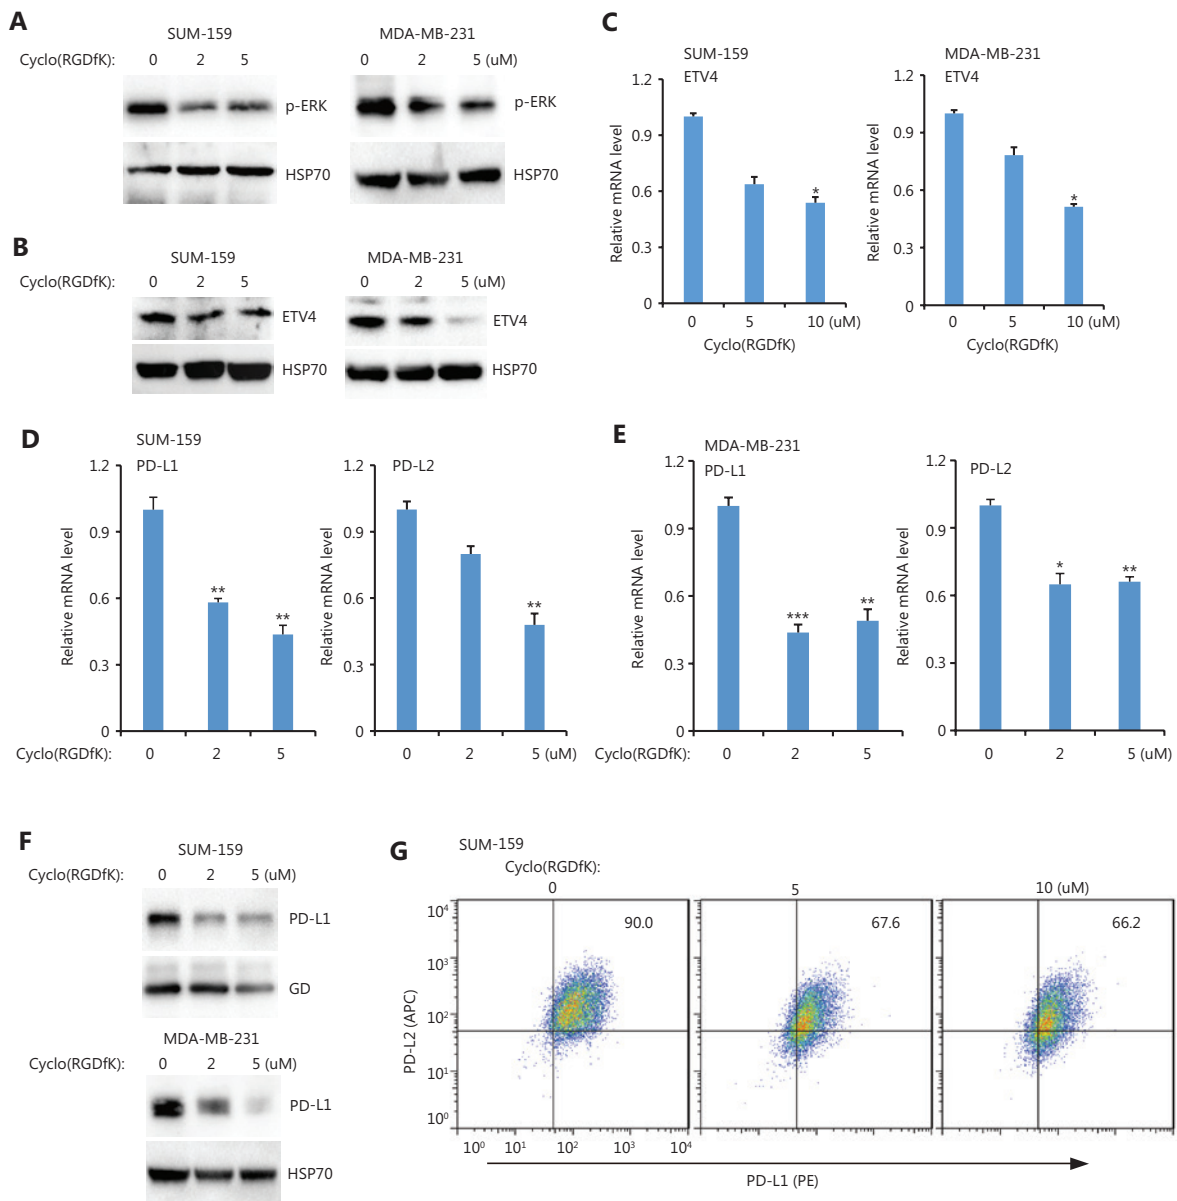 A
SUM-159
MDA-MB-231
Cyclo(RGDfK): 0 2 5 0 2 5 (uM)
p-ERK
p-ERK
HSP70
HSP70
B
SUM-159
MDA-MB-231
Cyclo(RGDfK): 0 2 5 0 2 5 (uM)
ETV4
ETV4
HSP70
HSP70
C
SUM-159
ETV4
Relative mRNA level
1.2
0.9
0.6
0.3
0
*
0 5 10 (uM)
Cyclo(RGDfK)
MDA-MB-231
ETV4
Relative mRNA level
1.2
0.9
0.6
0.3
0
*
0 5 10 (uM)
Cyclo(RGDfK)
D
SUM-159
PD-L1
Relative mRNA level
1.2
0.9
0.6
0.3
0
** **
Cyclo(RGDfK): 0 2 5
PD-L2
Relative mRNA level
1.2
0.9
0.6
0.3
0
**
0 2 5 (uM)
E
MDA-MB-231
PD-L1
Relative mRNA level
1.2
0.9
0.6
0.3
0
*** **
Cyclo(RGDfK): 0 2 5
PD-L2
Relative mRNA level
1.2
0.9
0.6
0.3
0
* **
0 2 5 (uM)
F
SUM-159
Cyclo(RGDfK): 0 2 5 (uM)
PD-L1
GD
MDA-MB-231
Cyclo(RGDfK): 0 2 5 (uM)
PD-L1
HSP70
G
SUM-159
Cyclo(RGDfK):
0 5 10 (uM)
90.0 67.6 66.2
PD-L2 (APC)
10⁴
10³
10²
10¹
10⁰
10⁰ 10¹ 10² 10³ 10⁴
PD-L1 (PE)